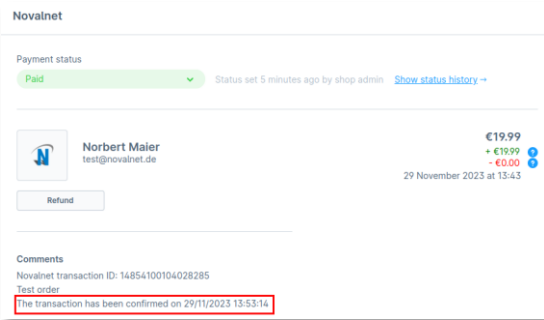 Novalnet
Payment status
Paid
Status set 5 minutes ago by shop admin
Show status history →
N
Norbert Maier
test@novalnet.de
€19.99
+ €19.99 ?
- €0.00 ?
29 November 2023 at 13:43
Refund
Comments
Novalnet transaction ID: 14854100104028285
Test order
The transaction has been confirmed on 29/11/2023 13:53:14